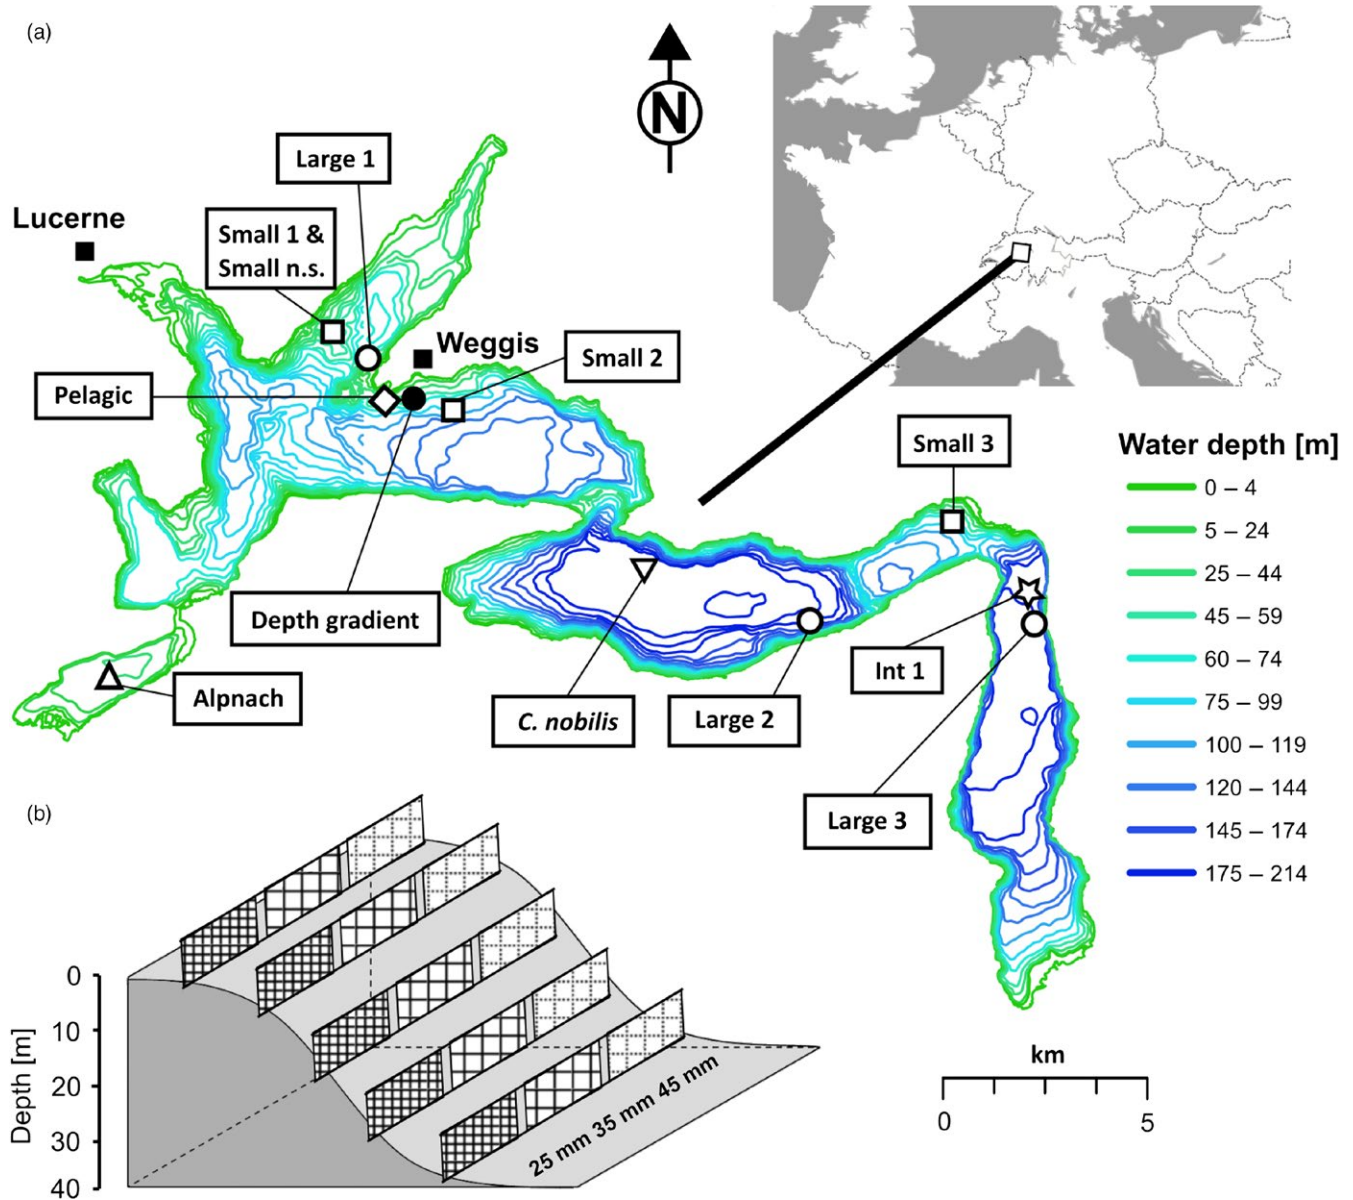 (a)
N
Large 1
Lucerne
Small 1 &
Small n.s.
Weggis
Small 2
Pelagic
Small 3
Water depth [m]
0 – 4
5 – 24
25 – 44
45 – 59
60 – 74
75 – 99
100 – 119
120 – 144
145 – 174
175 – 214
Depth gradient
Int 1
Alpnach
C. nobilis
Large 2
Large 3
(b)
Depth [m]
0
10
20
30
40
25 mm 35 mm 45 mm
km
0
5